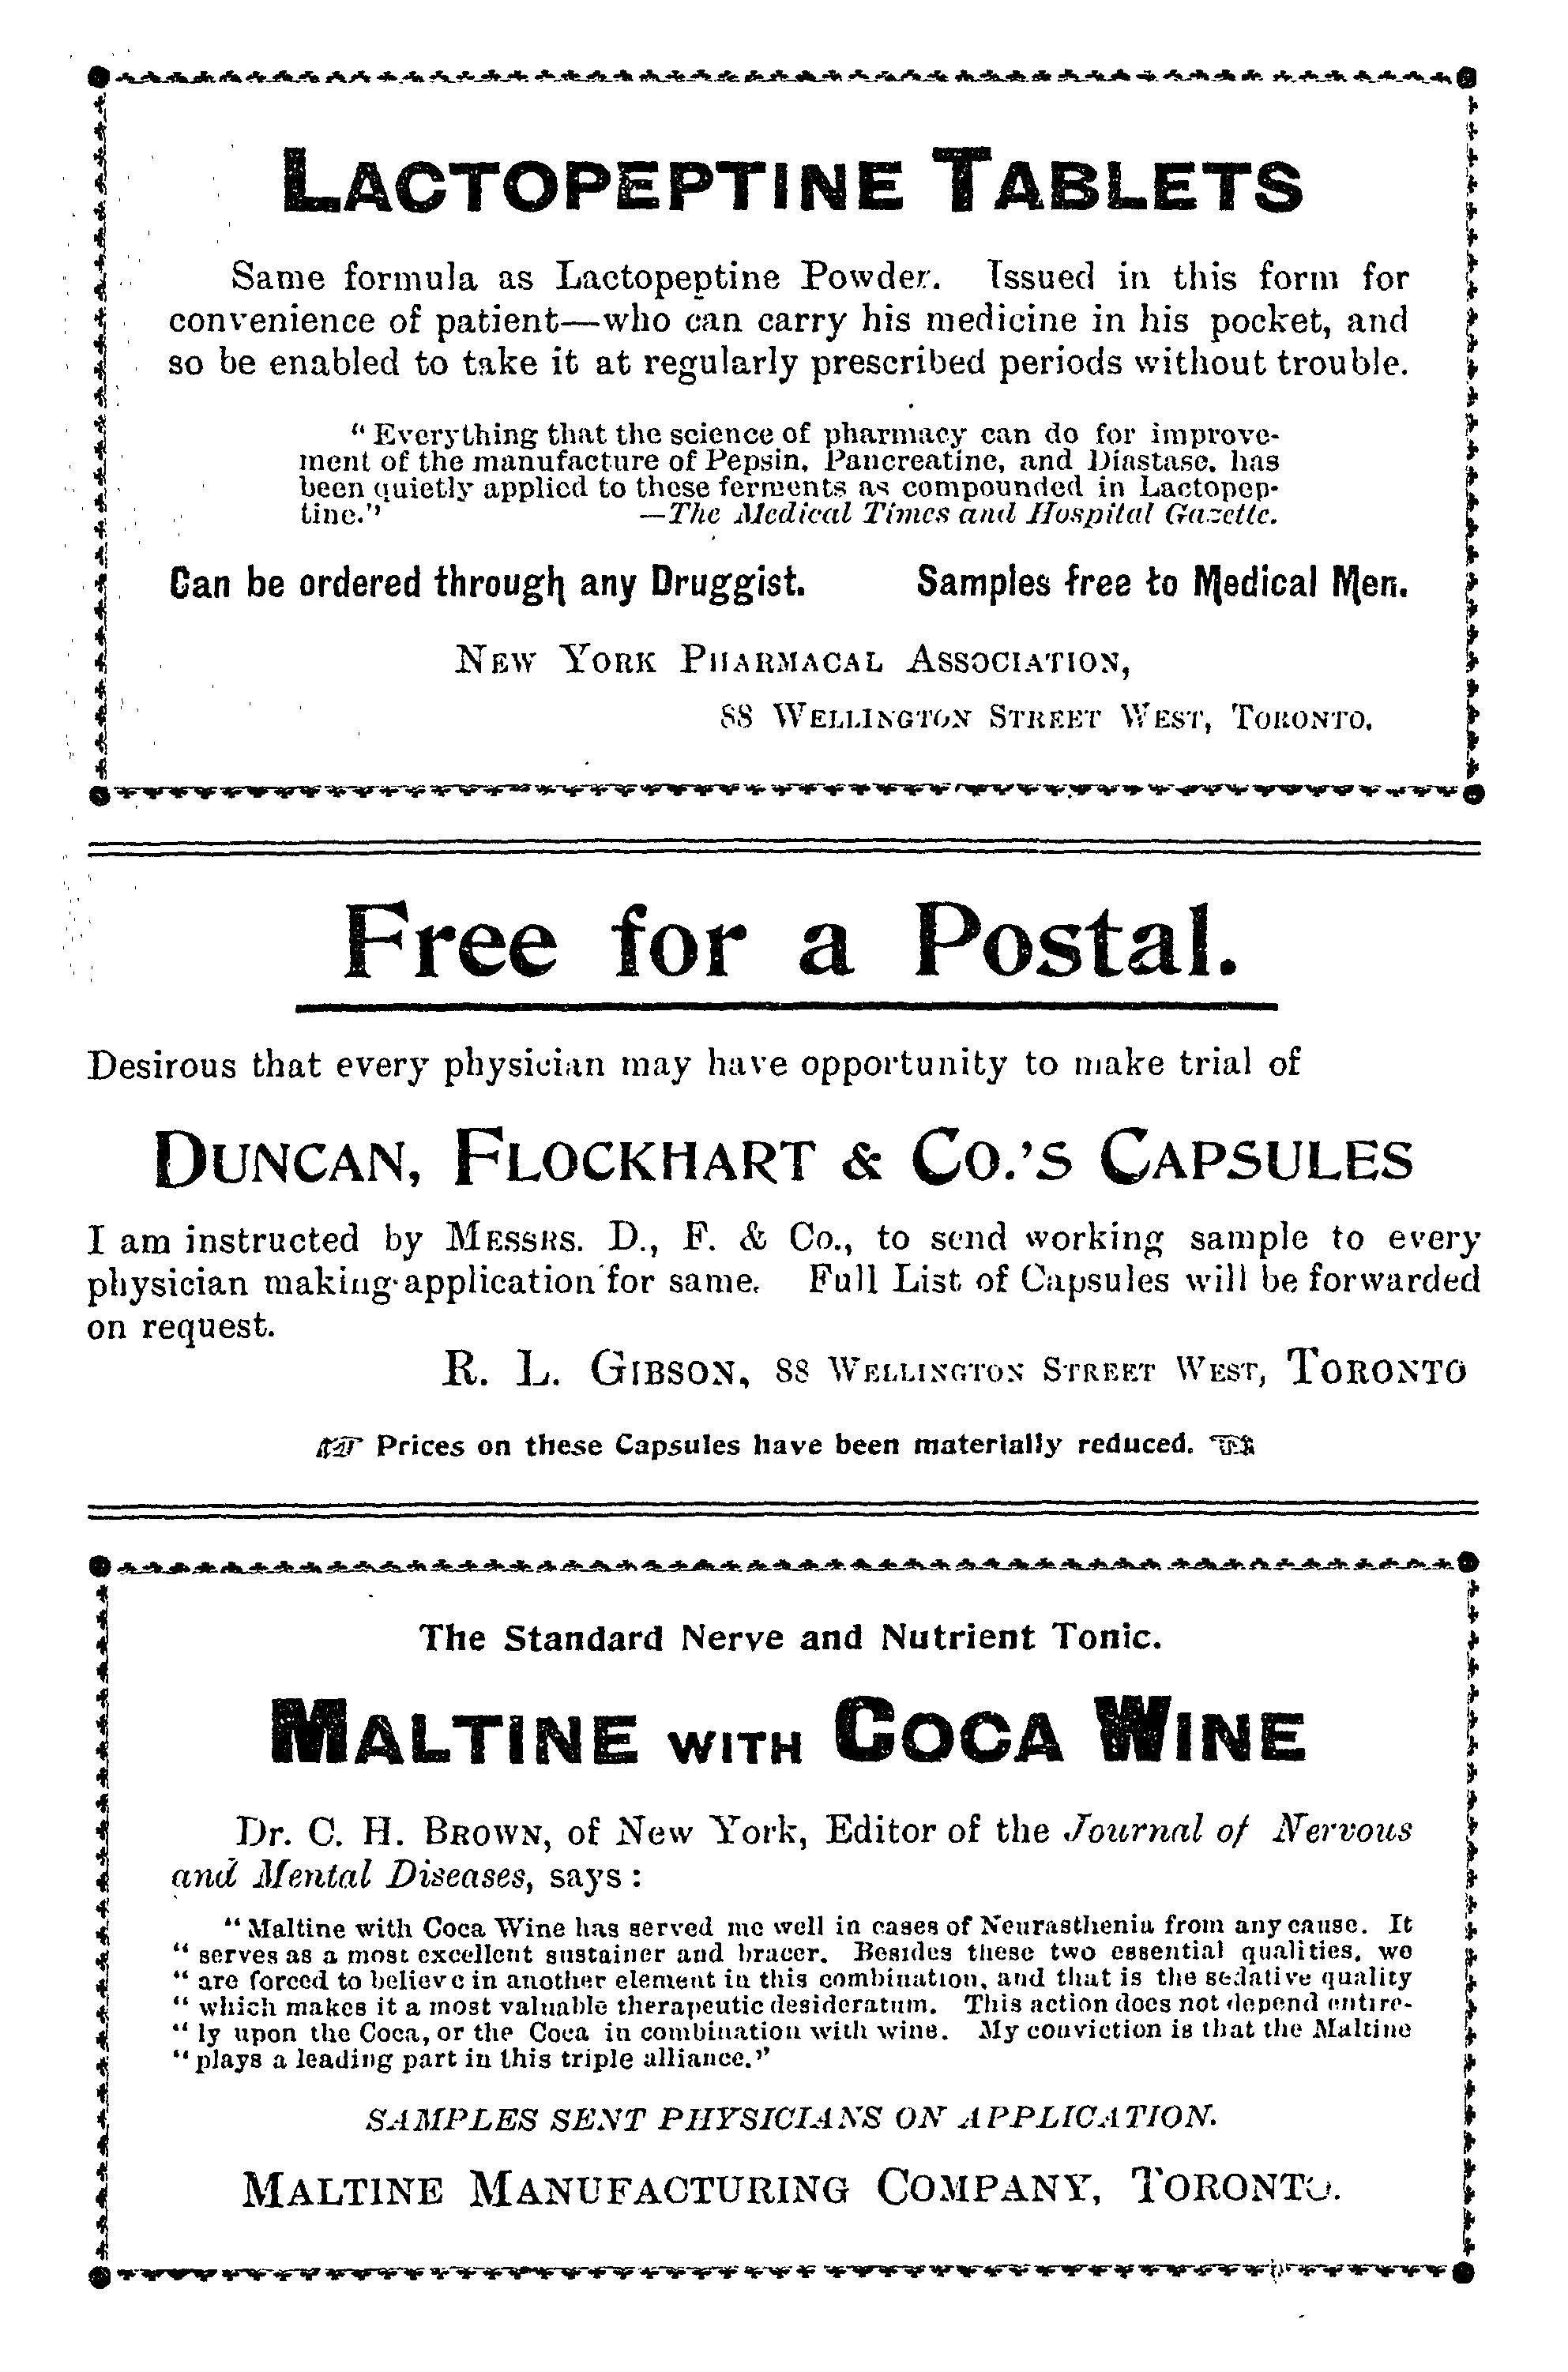 LACTOPEPTINE TABLETS
Same formula as Lactopeptine Powder. Issued in this form for
convenience of patient—who can carry his medicine in his pocket, and
so be enabled to take it at regularly prescribed periods without trouble.
“Everything that the science of pharmacy can do for improve-
ment of the manufacture of Pepsin, Pancreatine, and Diastase, has
been quietly applied to these ferments as compounded in Lactopep-
tine.” —The Medical Times and Hospital Gazette.
Can be ordered through any Druggist. Samples free to Medical Men.
NEW YORK PHARMACAL ASSOCIATION,
88 WELLINGTON STREET WEST, TORONTO.
Free for a Postal.
Desirous that every physician may have opportunity to make trial of
DUNCAN, FLOCKHART & CO.’S CAPSULES
I am instructed by MESSRS. D., F. & Co., to send working sample to every
physician making application for same. Full List of Capsules will be forwarded
on request.
R. L. GIBSON, 88 WELLINGTON STREET WEST, TORONTO
☞ Prices on these Capsules have been materially reduced. ☜
The Standard Nerve and Nutrient Tonic.
MALTINE WITH COCA WINE
Dr. C. H. BROWN, of New York, Editor of the Journal of Nervous
and Mental Diseases, says :
“Maltine with Coca Wine has served me well in cases of Neurasthenia from any cause. It
“ serves as a most excellent sustainer and bracer. Besides these two essential qualities, we
“ are forced to believe in another element in this combination, and that is the sedative quality
“ which makes it a most valuable therapeutic desideratum. This action does not depend entire-
“ ly upon the Coca, or the Coca in combination with wine. My conviction is that the Maltine
“ plays a leading part in this triple alliance.”
SAMPLES SENT PHYSICIANS ON APPLICATION.
MALTINE MANUFACTURING COMPANY, TORONTO.